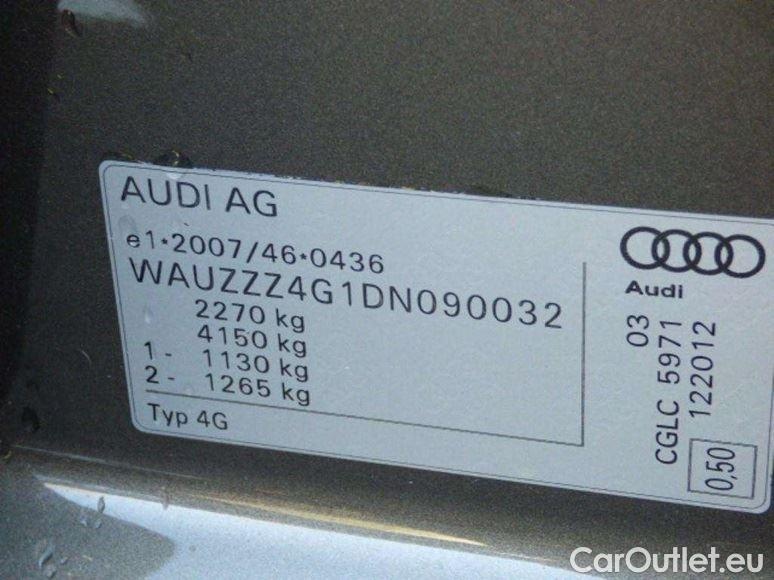 AUDI AG
e1*2007/46*0436
WAUZZZ4G1DN090032
2270 kg
4150 kg
1 - 1130 kg
2 - 1265 kg
Typ 4G
Audi
03
CGLC 5971
122012
0,50
CarOutlet.eu